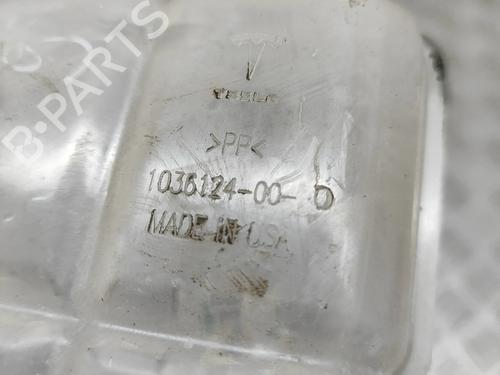 B-PARTS
TESLA
>PP<
1036124-00-D
MADE IN USA